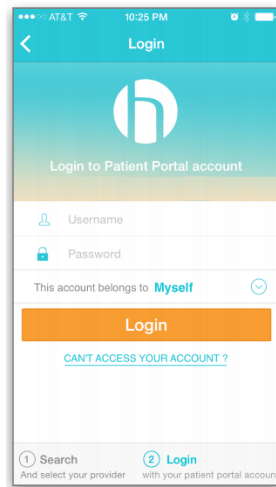 AT&T 10:25 PM
Login
h
Login to Patient Portal account
Username
Password
This account belongs to Myself
Login
CAN'T ACCESS YOUR ACCOUNT ?
1 Search 2 Login
And select your provider with your patient portal account